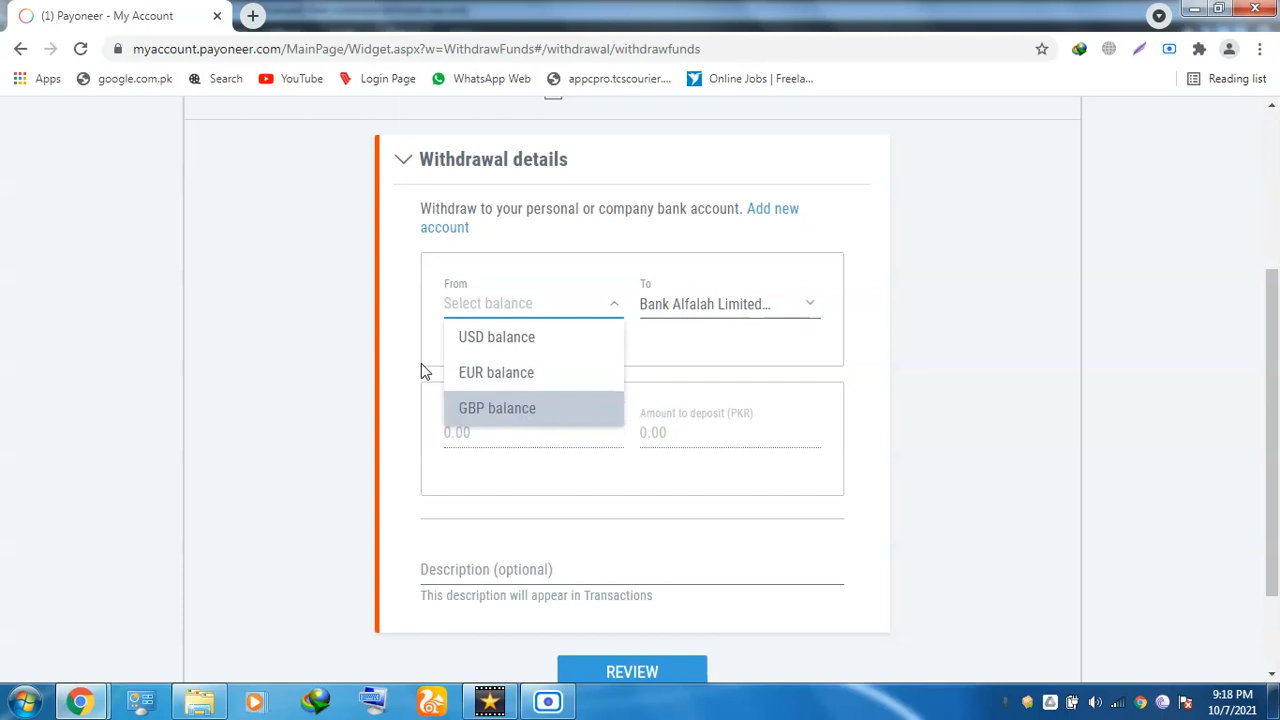 (1) Payoneer - My Account
myaccount.payoneer.com/MainPage/Widget.aspx?w=WithdrawFunds#/withdrawal/withdrawfunds
Apps google.com.pk Search YouTube Login Page WhatsApp Web appcpro.tcscourier.... Online Jobs | Freela... Reading list
Withdrawal details
Withdraw to your personal or company bank account. Add new
account
From To
Select balance Bank Alfalah Limited...
USD balance
EUR balance
GBP balance
Amount to deposit (PKR)
0.00 0.00
Description (optional)
This description will appear in Transactions
REVIEW
9:18 PM
10/7/2021